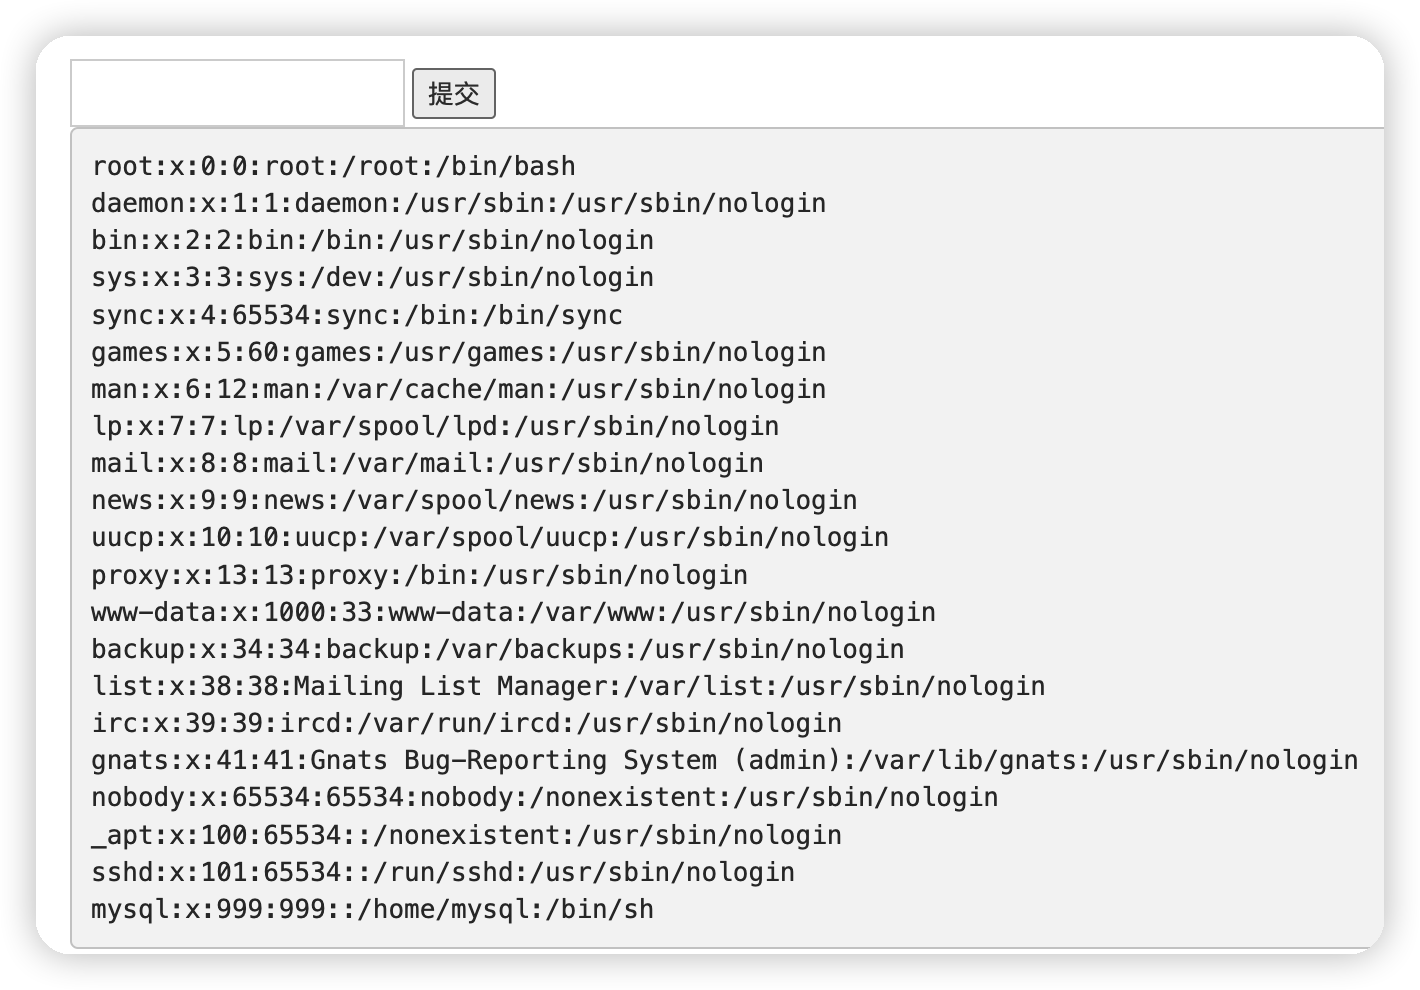 提交
root:x:0:0:root:/root:/bin/bash
daemon:x:1:1:daemon:/usr/sbin:/usr/sbin/nologin
bin:x:2:2:bin:/bin:/usr/sbin/nologin
sys:x:3:3:sys:/dev:/usr/sbin/nologin
sync:x:4:65534:sync:/bin:/bin/sync
games:x:5:60:games:/usr/games:/usr/sbin/nologin
man:x:6:12:man:/var/cache/man:/usr/sbin/nologin
lp:x:7:7:lp:/var/spool/lpd:/usr/sbin/nologin
mail:x:8:8:mail:/var/mail:/usr/sbin/nologin
news:x:9:9:news:/var/spool/news:/usr/sbin/nologin
uucp:x:10:10:uucp:/var/spool/uucp:/usr/sbin/nologin
proxy:x:13:13:proxy:/bin:/usr/sbin/nologin
www-data:x:1000:33:www-data:/var/www:/usr/sbin/nologin
backup:x:34:34:backup:/var/backups:/usr/sbin/nologin
list:x:38:38:Mailing List Manager:/var/list:/usr/sbin/nologin
irc:x:39:39:ircd:/var/run/ircd:/usr/sbin/nologin
gnats:x:41:41:Gnats Bug-Reporting System (admin):/var/lib/gnats:/usr/sbin/nologin
nobody:x:65534:65534:nobody:/nonexistent:/usr/sbin/nologin
_apt:x:100:65534::/nonexistent:/usr/sbin/nologin
sshd:x:101:65534::/run/sshd:/usr/sbin/nologin
mysql:x:999:999::/home/mysql:/bin/sh